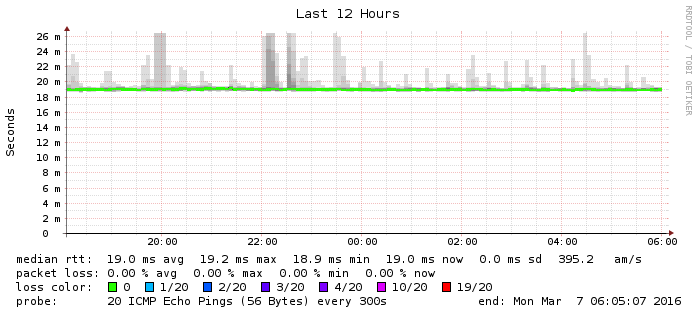 Last 12 Hours
RRDTOOL / TOBI OETIKER
Seconds
26 m
24 m
22 m
20 m
18 m
16 m
14 m
12 m
10 m
8 m
6 m
4 m
2 m
0
20:00 22:00 00:00 02:00 04:00 06:00
median rtt: 19.0 ms avg 19.2 ms max 18.9 ms min 19.0 ms now 0.0 ms sd 395.2 am/s
packet loss: 0.00 % avg 0.00 % max 0.00 % min 0.00 % now
loss color: 0 1/20 2/20 3/20 4/20 10/20 19/20
probe: 20 ICMP Echo Pings (56 Bytes) every 300s end: Mon Mar 7 06:05:07 2016